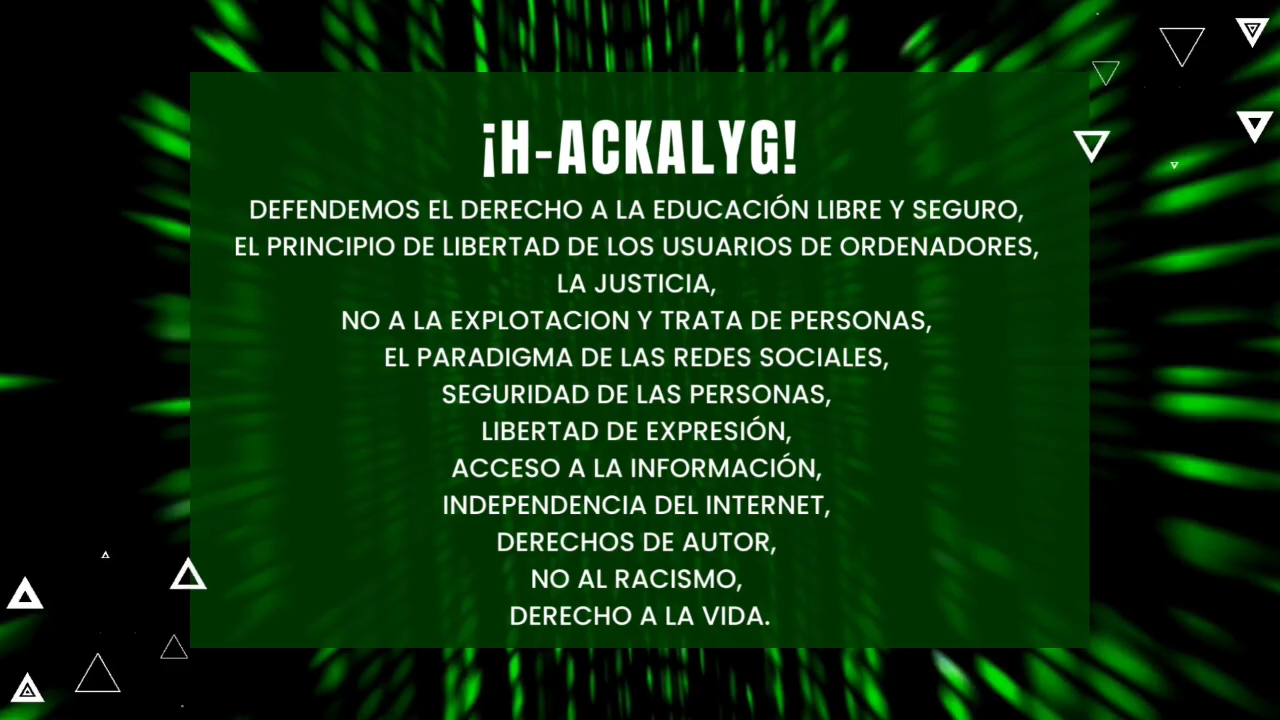 ¡H-ACKALYG!
DEFENDEMOS EL DERECHO A LA EDUCACIÓN LIBRE Y SEGURO,
EL PRINCIPIO DE LIBERTAD DE LOS USUARIOS DE ORDENADORES,
LA JUSTICIA,
NO A LA EXPLOTACION Y TRATA DE PERSONAS,
EL PARADIGMA DE LAS REDES SOCIALES,
SEGURIDAD DE LAS PERSONAS,
LIBERTAD DE EXPRESIÓN,
ACCESO A LA INFORMACIÓN,
INDEPENDENCIA DEL INTERNET,
DERECHOS DE AUTOR,
NO AL RACISMO,
DERECHO A LA VIDA.